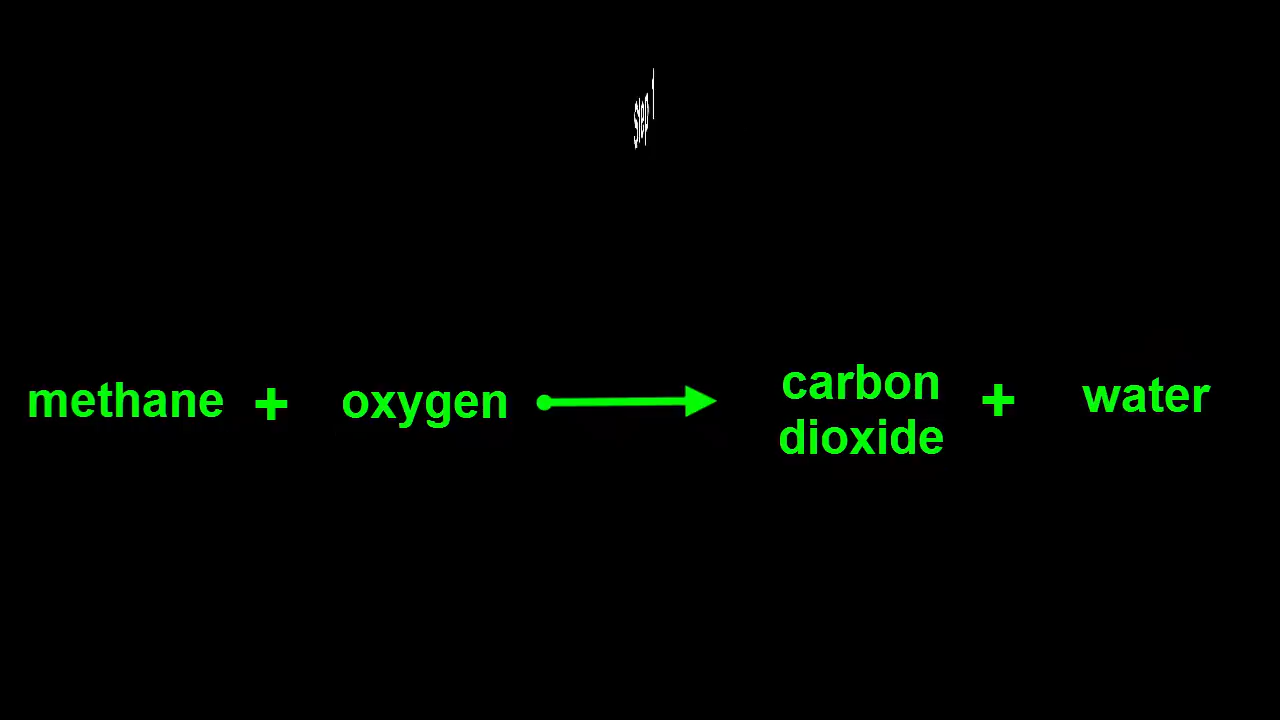 step 1
methane + oxygen carbon dioxide + water